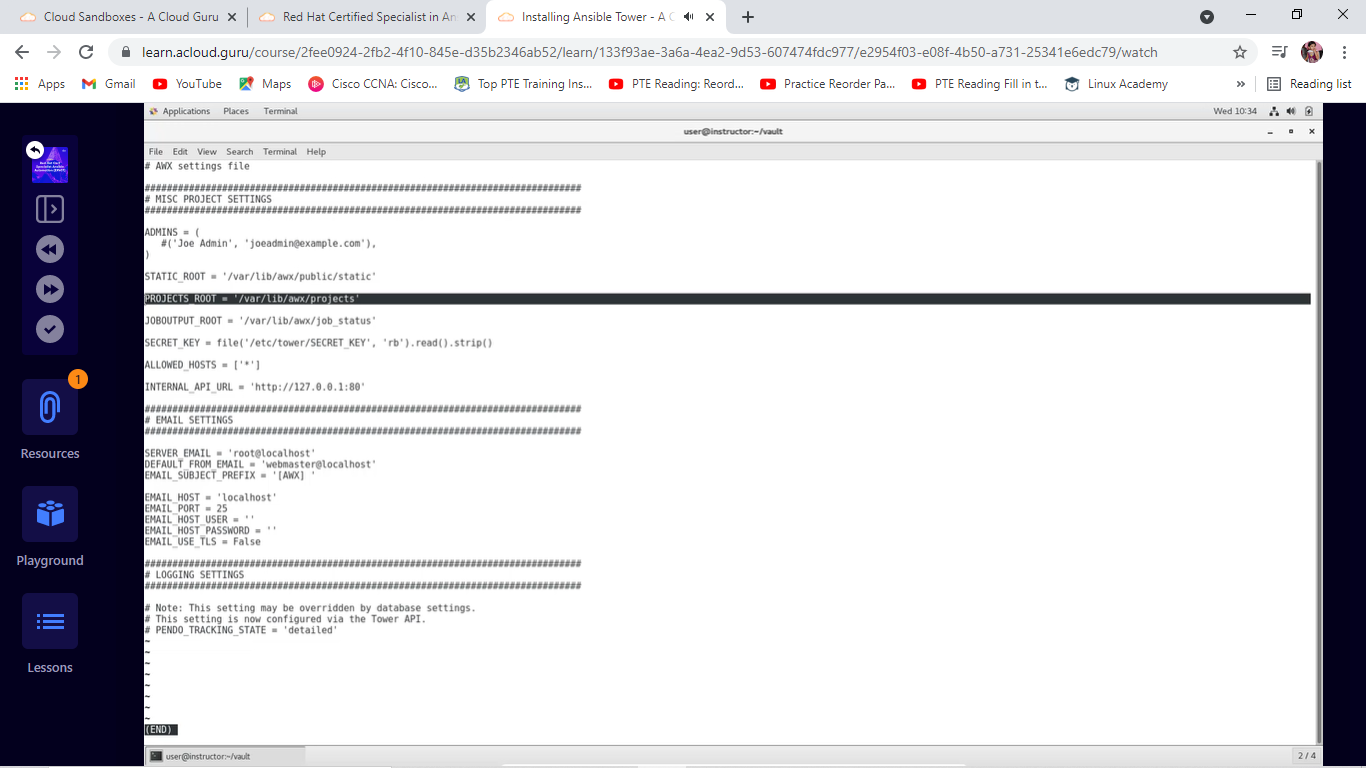 Cloud Sandboxes - A Cloud Guru
Red Hat Certified Specialist in An
Installing Ansible Tower - A C
learn.acloud.guru/course/2fee0924-2fb2-4f10-845e-d35b2346ab52/learn/133f93ae-3a6a-4ea2-9d53-607474fdc977/e2954f03-e08f-4b50-a731-25341e6edc79/watch
Apps Gmail YouTube Maps Cisco CCNA: Cisco... Top PTE Training Ins... PTE Reading: Reord... Practice Reorder Pa... PTE Reading Fill in t... Linux Academy » Reading list
Applications Places Terminal Wed 10:34
user@instructor:~/vault
File Edit View Search Terminal Help
# AWX settings file
###############################################################################
# MISC PROJECT SETTINGS
###############################################################################
ADMINS = (
   #('Joe Admin', 'joeadmin@example.com'),
)
STATIC_ROOT = '/var/lib/awx/public/static'
PROJECTS_ROOT = '/var/lib/awx/projects'
JOBOUTPUT_ROOT = '/var/lib/awx/job_status'
SECRET_KEY = file('/etc/tower/SECRET_KEY', 'rb').read().strip()
ALLOWED_HOSTS = ['*']
INTERNAL_API_URL = 'http://127.0.0.1:80'
###############################################################################
# EMAIL SETTINGS
###############################################################################
SERVER_EMAIL = 'root@localhost'
DEFAULT_FROM_EMAIL = 'webmaster@localhost'
EMAIL_SUBJECT_PREFIX = '[AWX] '
EMAIL_HOST = 'localhost'
EMAIL_PORT = 25
EMAIL_HOST_USER = ''
EMAIL_HOST_PASSWORD = ''
EMAIL_USE_TLS = False
###############################################################################
# LOGGING SETTINGS
###############################################################################
# Note: This setting may be overridden by database settings.
# This setting is now configured via the Tower API.
# PENDO_TRACKING_STATE = 'detailed'
~
~
~
~
~
~
~
~
(END)
user@instructor:~/vault
2 / 4
1
Resources
Playground
Lessons